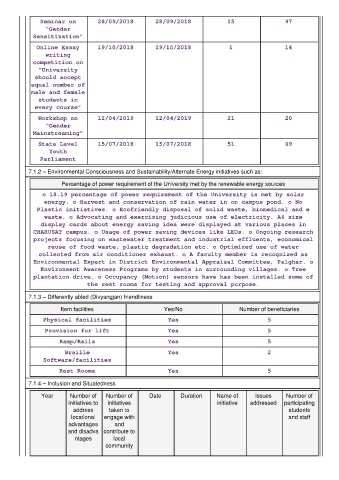 Seminar on "Gender Sensitization" 28/09/2018 28/09/2018 15 97
Online Essay writing competition on "University should accept equal number of male and female students in every course" 19/10/2018 19/10/2018 1 14
Workshop on "Gender Mainstreaming" 12/04/2019 12/04/2019 21 20
State Level Youth Parliament 15/07/2018 15/07/2018 51 49
7.1.2 – Environmental Consciousness and Sustainability/Alternate Energy initiatives such as:
Percentage of power requirement of the University met by the renewable energy sources
o 18.19 percentage of power requirement of the University is met by solar
energy. o Harvest and conservation of rain water in on campus pond. o No
Plastic initiatives. o Ecofriendly disposal of solid waste, biomedical and e
waste. o Advocating and exercising judicious use of electricity. A4 size
display cards about energy saving idea were displayed at various places in
CHARUSAT campus. o Usage of power saving devices like LEDs. o Ongoing research
projects focusing on wastewater treatment and industrial effluents, economical
reuse of food waste, plastic degradation etc. o Optimized use of water
collected from air conditioner exhaust. o A faculty member is recognized as
Environmental Expert in District Environmental Appraisal Committee, Palghar. o
Environment Awareness Programs by students in surrounding villages. o Tree
plantation drive. o Occupancy (Motion) sensors have has been installed some of
the rest rooms for testing and approval purpose.
7.1.3 – Differently abled (Divyangjan) friendliness
Item facilities Yes/No Number of beneficiaries
Physical facilities Yes 5
Provision for lift Yes 5
Ramp/Rails Yes 5
Braille Software/facilities Yes 2
Rest Rooms Yes 5
7.1.4 – Inclusion and Situatedness
Year Number of initiatives to address locational advantages and disadva ntages Number of initiatives taken to engage with and contribute to local community Date Duration Name of initiative Issues addressed Number of participating students and staff